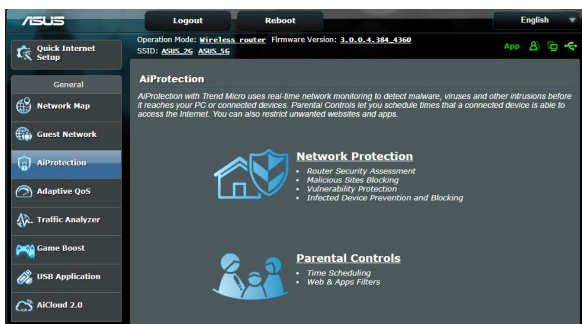 ASUS
Logout
Reboot
English
Quick Internet
Setup
Operation Mode: Wireless router Firmware Version: 3.0.0.4.384_4360
SSID: ASUS_2G ASUS_5G
App
General
Network Map
Guest Network
AiProtection
Adaptive QoS
Traffic Analyzer
Game Boost
USB Application
AiCloud 2.0
AiProtection
AiProtection with Trend Micro uses real-time network monitoring to detect malware, viruses and other intrusions before
it reaches your PC or connected devices. Parental Controls let you schedule times that a connected device is able to
access the Internet. You can also restrict unwanted websites and apps.
Network Protection
• Router Security Assessment
• Malicious Sites Blocking
• Vulnerability Protection
• Infected Device Prevention and Blocking
Parental Controls
• Time Scheduling
• Web & Apps Filters